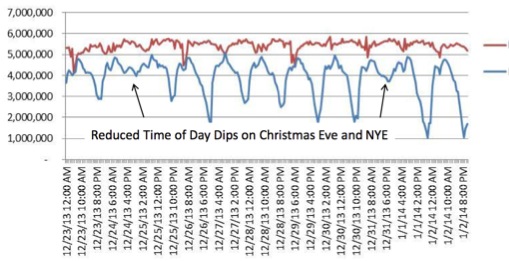 7,000,000
6,000,000
5,000,000
4,000,000
3,000,000
2,000,000
1,000,000
-
Reduced Time of Day Dips on Christmas Eve and NYE
12/23/13 12:00 AM
12/23/13 10:00 AM
12/23/13 8:00 PM
12/24/13 6:00 AM
12/24/13 4:00 PM
12/25/13 2:00 AM
12/25/13 12:00 PM
12/25/13 10:00 PM
12/26/13 8:00 AM
12/26/13 6:00 PM
12/27/13 4:00 AM
12/27/13 2:00 PM
12/28/13 12:00 AM
12/28/13 10:00 AM
12/28/13 8:00 PM
12/29/13 6:00 AM
12/29/13 4:00 PM
12/30/13 2:00 AM
12/30/13 12:00 PM
12/30/13 10:00 PM
12/31/13 8:00 AM
12/31/13 6:00 PM
1/1/14 4:00 AM
1/1/14 2:00 PM
1/2/14 12:00 AM
1/2/14 10:00 AM
1/2/14 8:00 PM